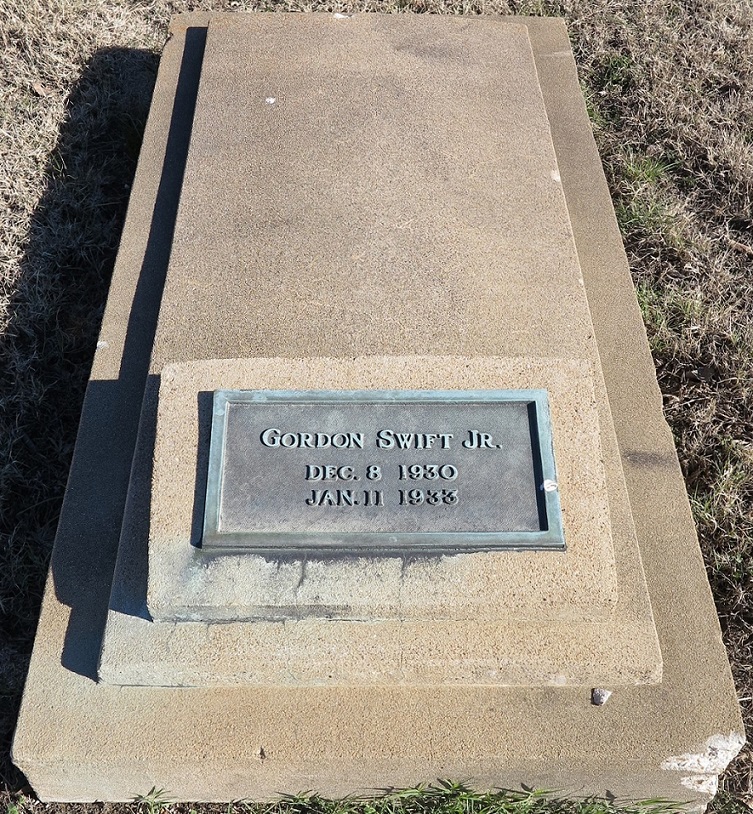 GORDON SWIFT JR.
DEC. 8 1930
JAN. 11 1933